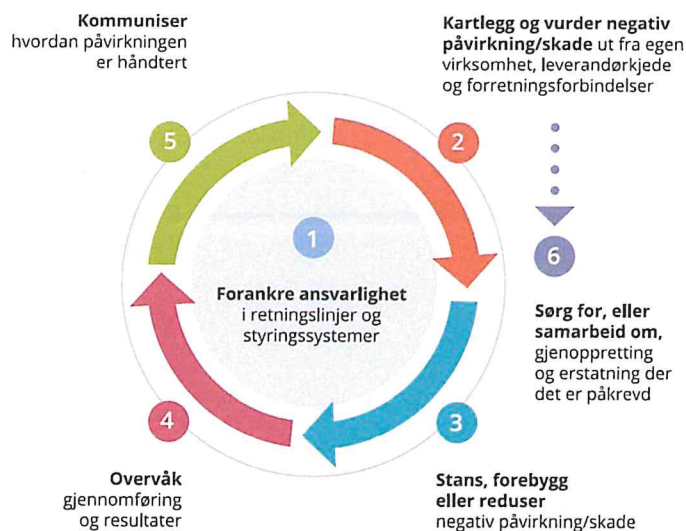 Kommuniser
hvordan påvirkningen
er håndtert
Kartlegg og vurder negativ
påvirkning/skade ut fra egen
virksomhet, leverandørkjede
og forretningsforbindelser
5
2
1
Forankre ansvarlighet
i retningslinjer og
styringssystemer
6
Sørg for, eller
samarbeid om,
gjenoppretting
og erstatning der
det er påkrevd
4
3
Overvåk
gjennomføring
og resultater
Stans, forebygg
eller reduser
negativ påvirkning/skade